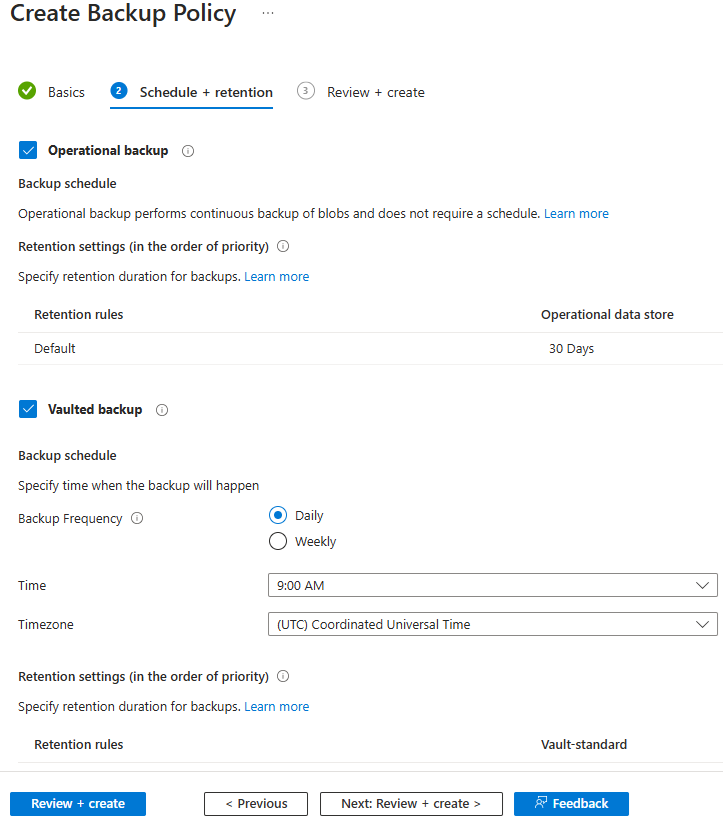 Create Backup Policy ...
Basics 2 Schedule + retention 3 Review + create
Operational backup
Backup schedule
Operational backup performs continuous backup of blobs and does not require a schedule. Learn more
Retention settings (in the order of priority)
Specify retention duration for backups. Learn more
Retention rules Operational data store
Default 30 Days
Vaulted backup
Backup schedule
Specify time when the backup will happen
Backup Frequency Daily
Weekly
Time 9:00 AM
Timezone (UTC) Coordinated Universal Time
Retention settings (in the order of priority)
Specify retention duration for backups. Learn more
Retention rules Vault-standard
Review + create < Previous Next: Review + create > Feedback